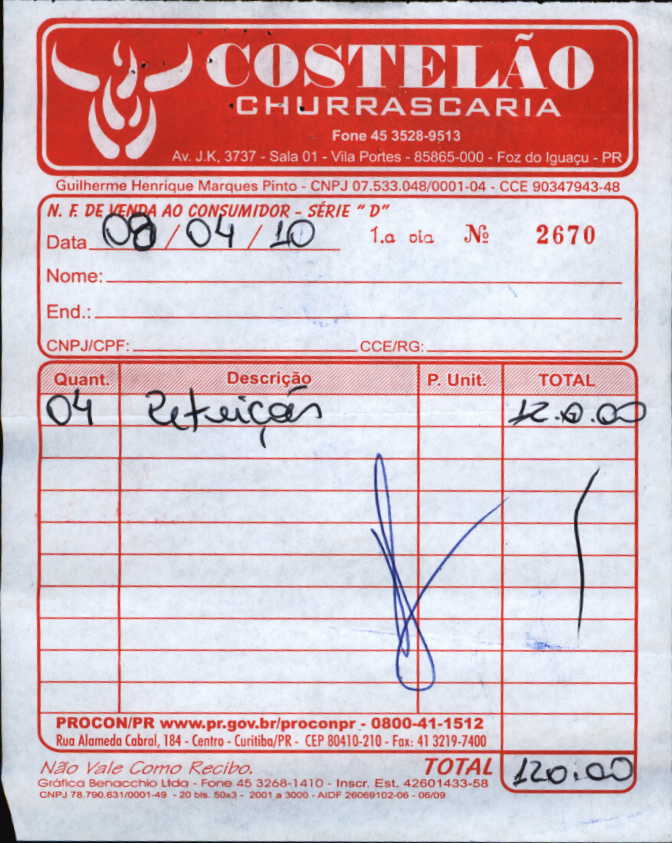 COSTELÃO
CHURRASCARIA
Fone 45 3528-9513
Av. J.K, 3737 - Sala 01 - Vila Portes - 85865-000 - Foz do Iguaçu - PR
Guilherme Henrique Marques Pinto - CNPJ 07.533.048/0001-04 - CCE 90347943-48
N. F. DE VENDA AO CONSUMIDOR - SÉRIE "D"
Data 08/04/10 1.a via Nº 2670
Nome:
End.:
CNPJ/CPF: CCE/RG:
Quant. Descrição P. Unit. TOTAL
04 Refeição 120.00
PROCON/PR www.pr.gov.br/proconpr - 0800-41-1512
Rua Alameda Cabral, 184 - Centro - Curitiba/PR - CEP 80410-210 - Fax: 41 3219-7400
Não Vale Como Recibo. TOTAL 120.00
Gráfica Benacchio Ltda - Fone 45 3268-1410 - Inscr. Est. 42601433-58
CNPJ 78.790.631/0001-49 - 20 bls. 50x3 - 2001 a 3000 - AIDF 26069102-06 - 06/09